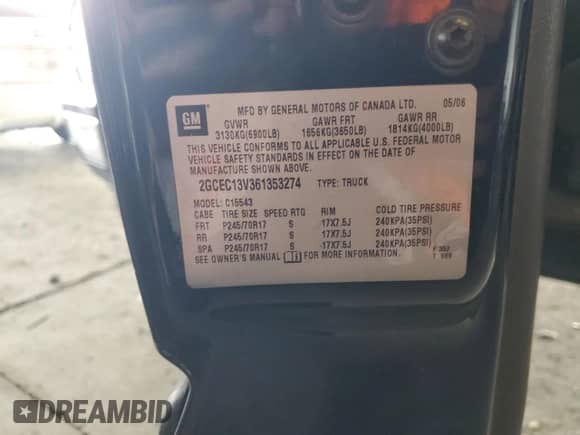 GM
MFD BY GENERAL MOTORS OF CANADA LTD. 05/06
GVWR GAWR FRT GAWR RR
3130KG(6900LB) 1656KG(3650LB) 1814KG(4000LB)
THIS VEHICLE CONFORMS TO ALL APPLICABLE U.S. FEDERAL MOTOR
VEHICLE SAFETY STANDARDS IN EFFECT ON THE DATE OF
MANUFACTURE SHOWN ABOVE.
2GCEC13V361353274 TYPE: TRUCK
MODEL: C15543
CABE TIRE SIZE SPEED RTG RIM COLD TIRE PRESSURE
FRT P245/70R17 S 17X7.5J 240KPA(35PSI)
RR P245/70R17 S 17X7.5J 240KPA(35PSI)
SPA P245/70R17 S 17X7.5J 240KPA(35PSI)
SEE OWNER'S MANUAL FOR MORE INFORMATION.
DREAMBID